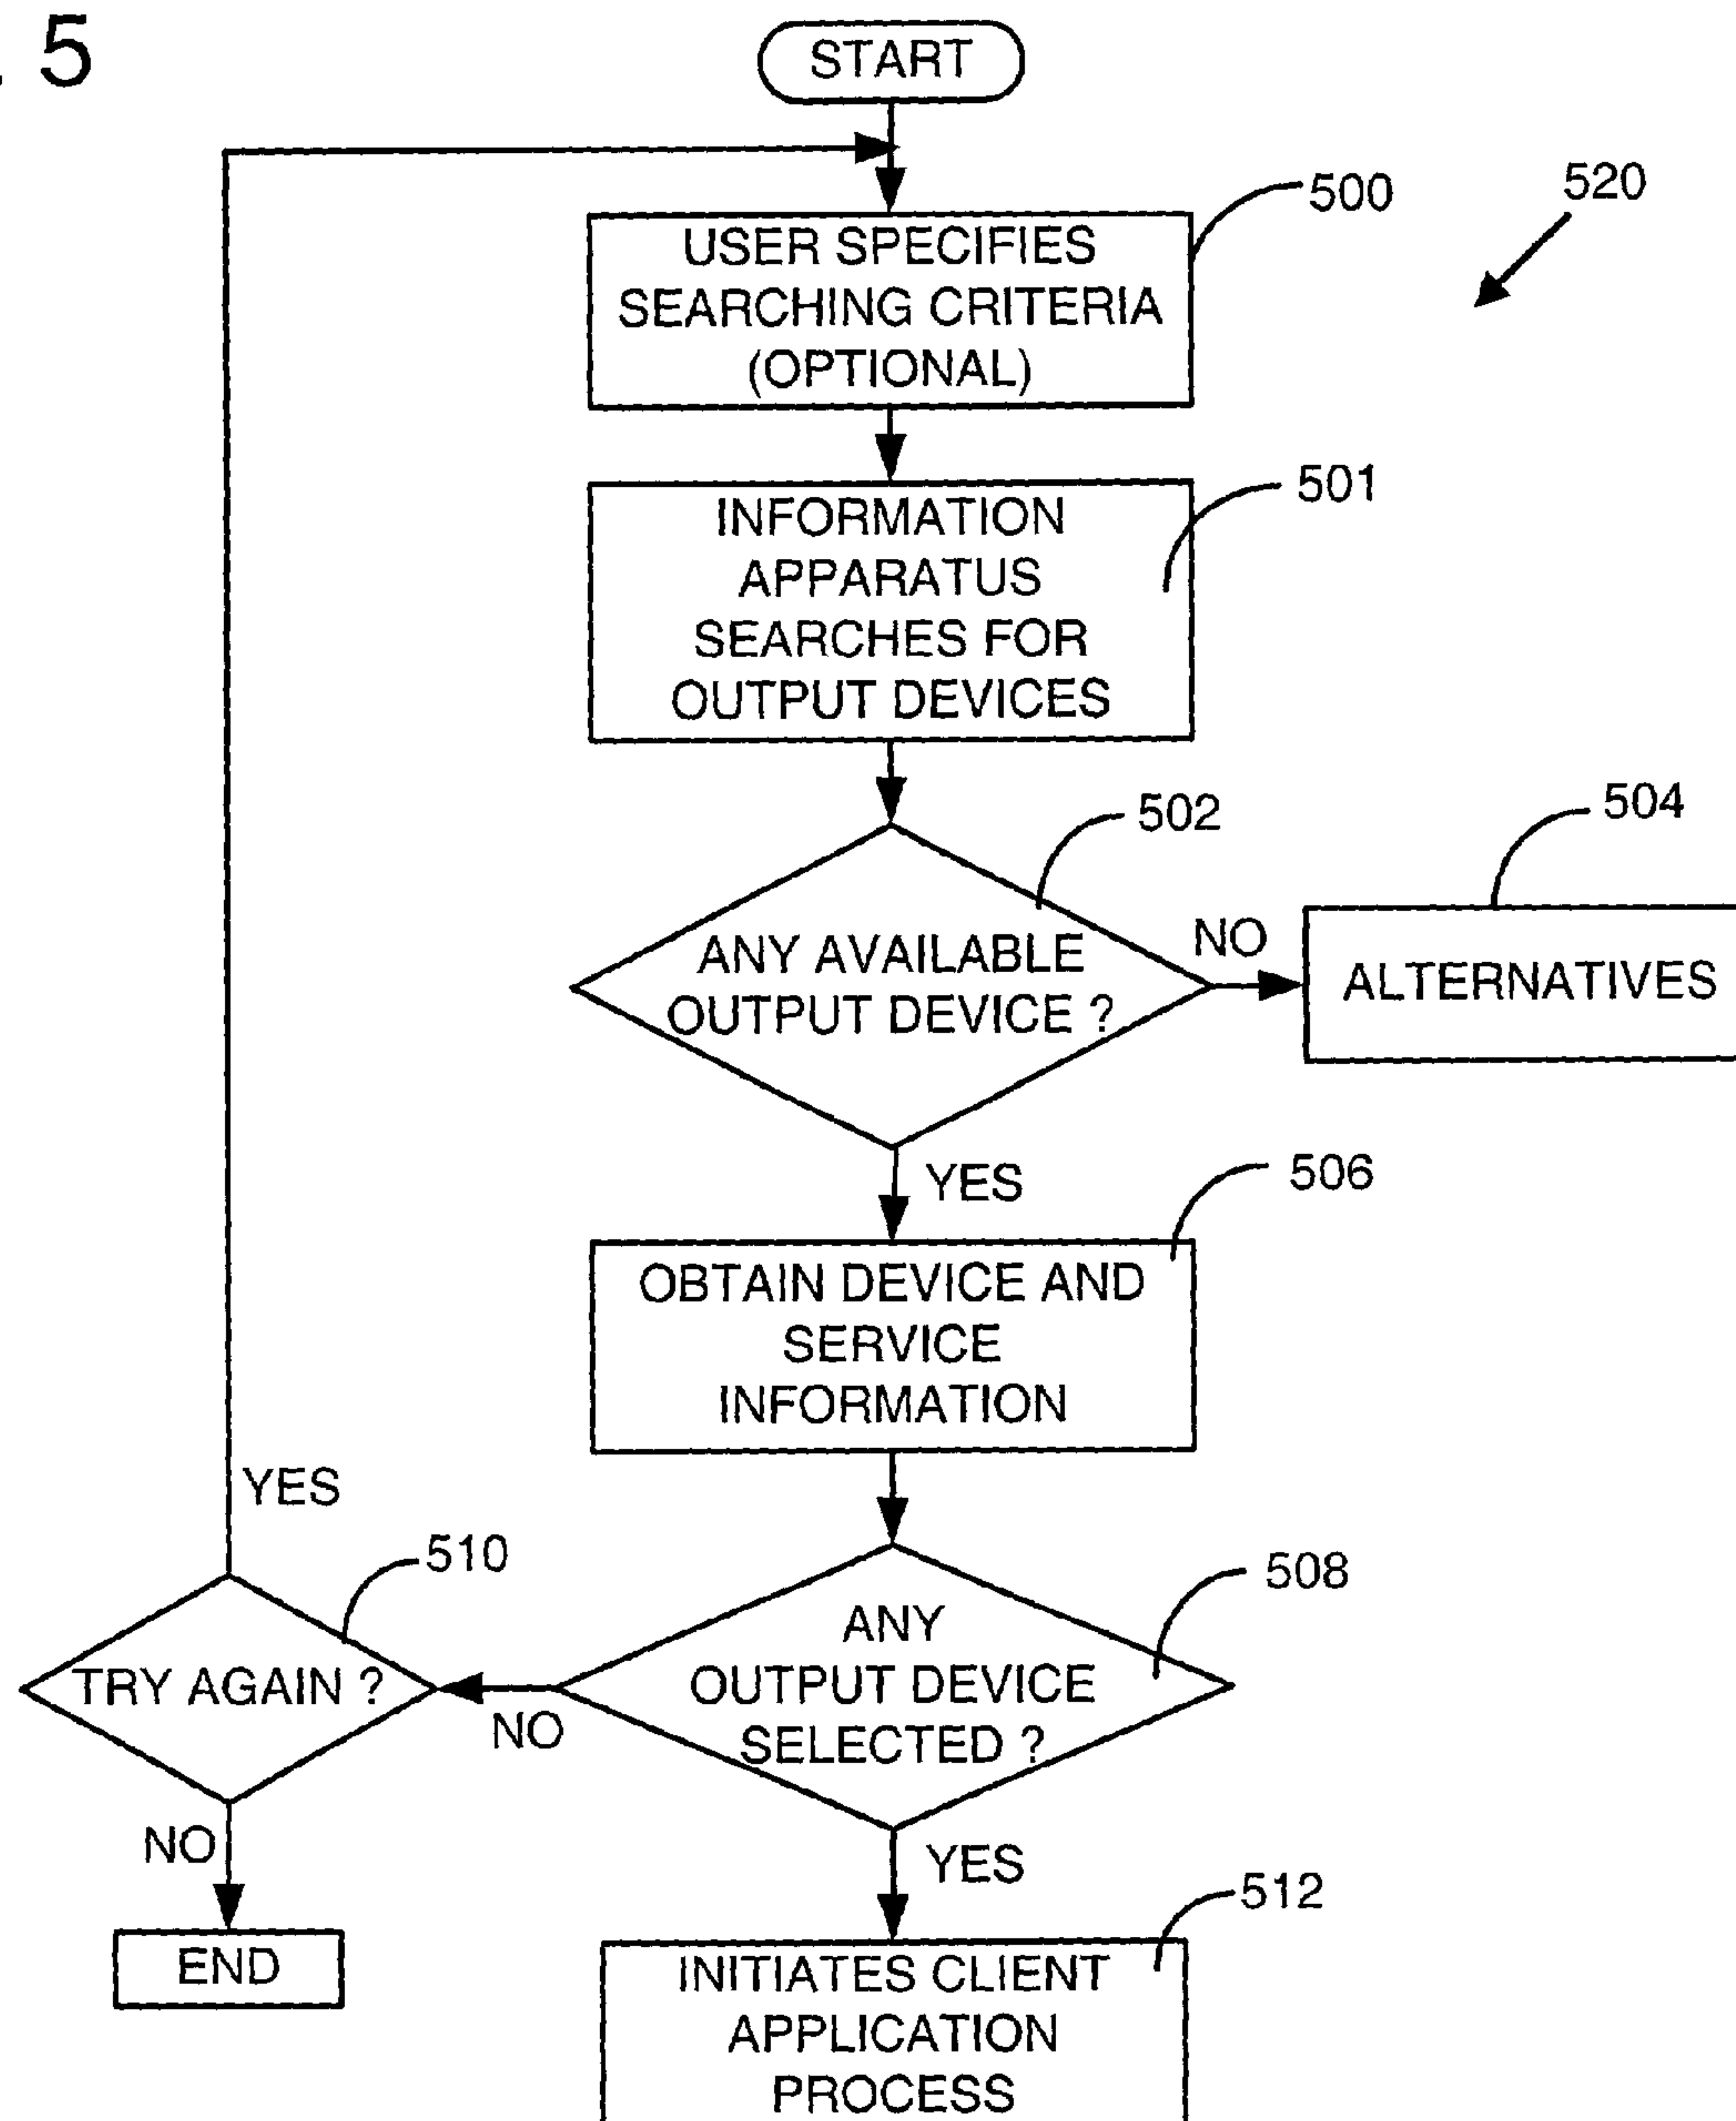 5
START
520
500
USER SPECIFIES
SEARCHING CRITERIA
(OPTIONAL)
501
INFORMATION
APPARATUS
SEARCHES FOR
OUTPUT DEVICES
502
504
ANY AVAILABLE
OUTPUT DEVICE ?
NO
ALTERNATIVES
YES
506
OBTAIN DEVICE AND
SERVICE
INFORMATION
YES
510
508
TRY AGAIN ?
NO
ANY
OUTPUT DEVICE
SELECTED ?
NO
YES
END
512
INITIATES CLIENT
APPLICATION
PROCESS